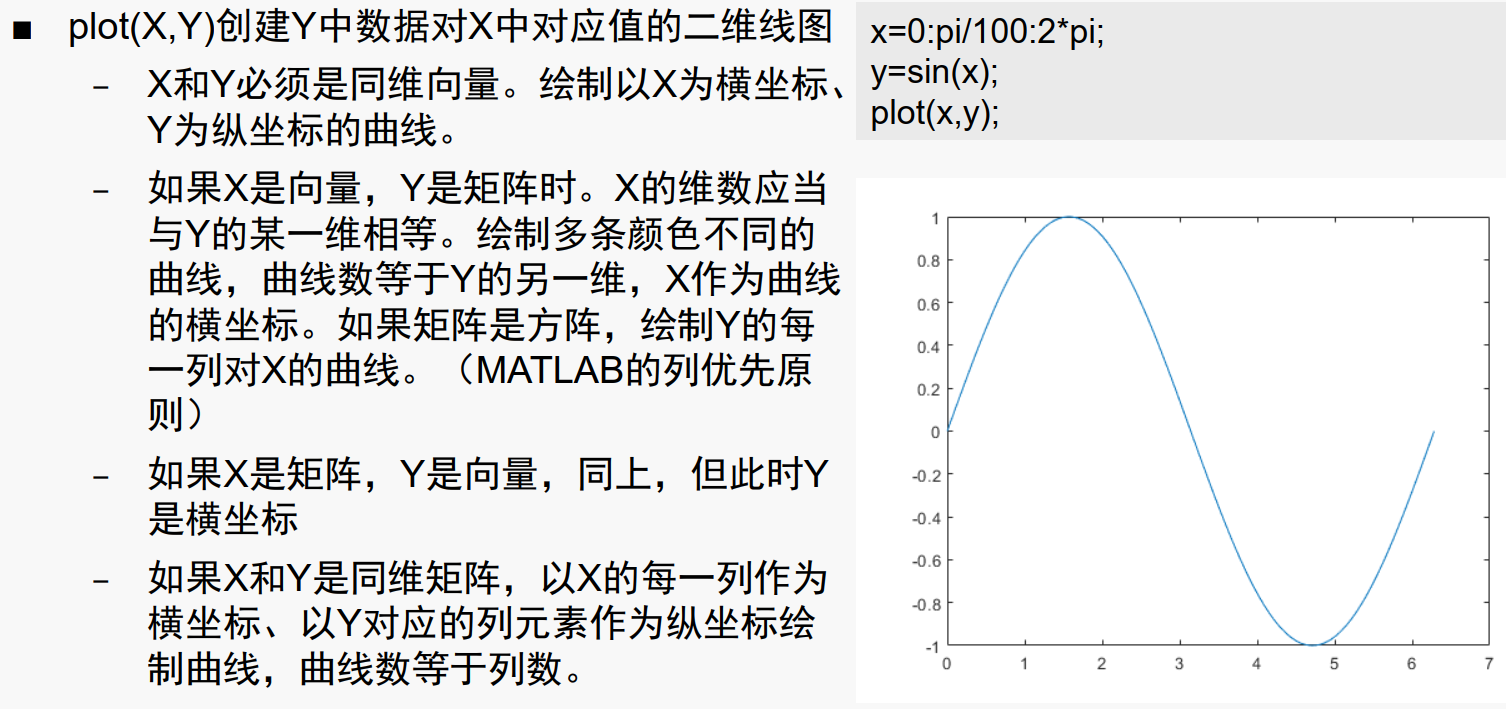 ■ plot(X,Y)创建Y中数据对X中对应值的二维线图
– X和Y必须是同维向量。绘制以X为横坐标、
Y为纵坐标的曲线。
– 如果X是向量，Y是矩阵时。X的维数应当
与Y的某一维相等。绘制多条颜色不同的
曲线，曲线数等于Y的另一维，X作为曲线
的横坐标。如果矩阵是方阵，绘制Y的每
一列对X的曲线。（MATLAB的列优先原
则）
– 如果X是矩阵，Y是向量，同上，但此时Y
是横坐标
– 如果X和Y是同维矩阵，以X的每一列作为
横坐标、以Y对应的列元素作为纵坐标绘
制曲线，曲线数等于列数。
x=0:pi/100:2*pi;
y=sin(x);
plot(x,y);
1
0.8
0.6
0.4
0.2
0
-0.2
-0.4
-0.6
-0.8
-1
0 1 2 3 4 5 6 7